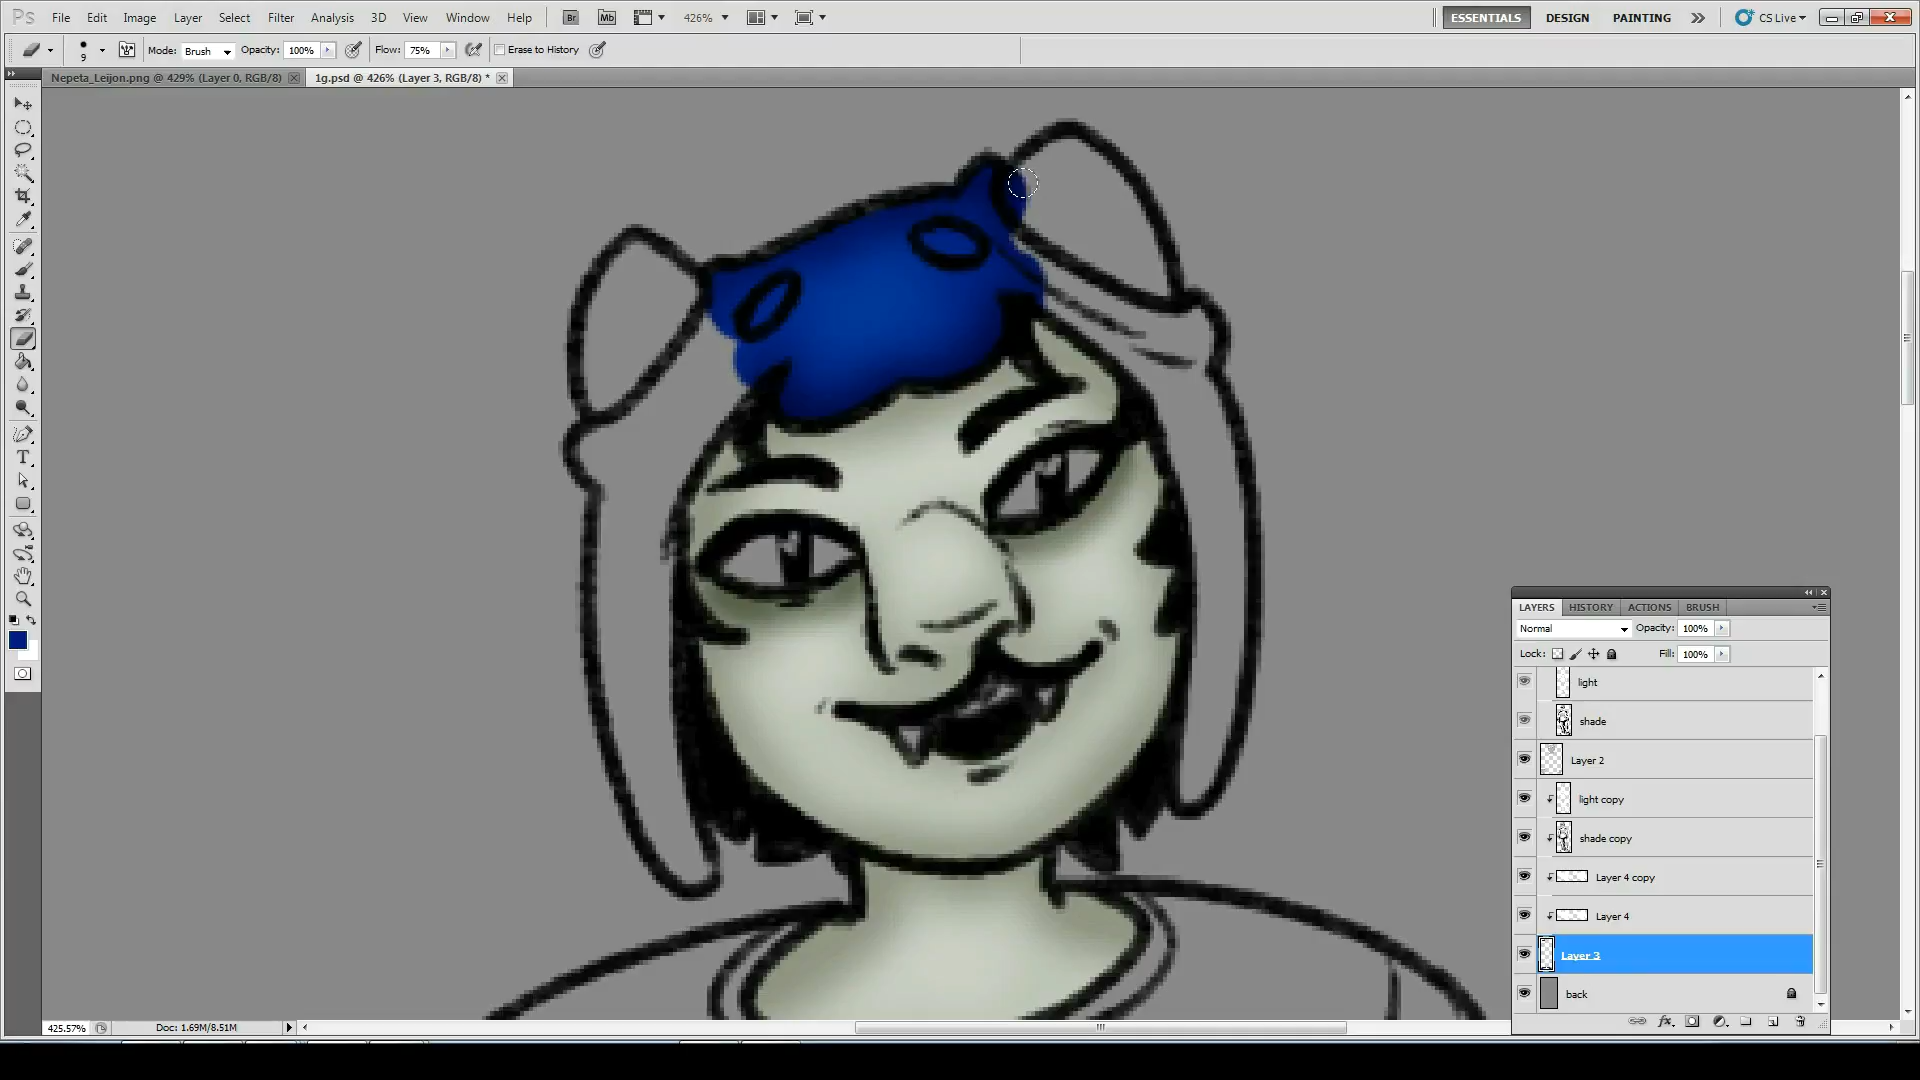 Ps File Edit Image Layer Select Filter Analysis 3D View Window Help Br Mb 426% ESSENTIALS DESIGN PAINTING CS Live
9 Mode: Brush Opacity: 100% Flow: 75% Erase to History
Nepeta_Leijon.png @ 429% (Layer 0, RGB/8) 1g.psd @ 426% (Layer 3, RGB/8) *
T
LAYERS HISTORY ACTIONS BRUSH
Normal Opacity: 100%
Lock: Fill: 100%
light
shade
Layer 2
light copy
shade copy
Layer 4 copy
Layer 4
Layer 3
back
fx
425.57% Doc: 1.69M/8.51M